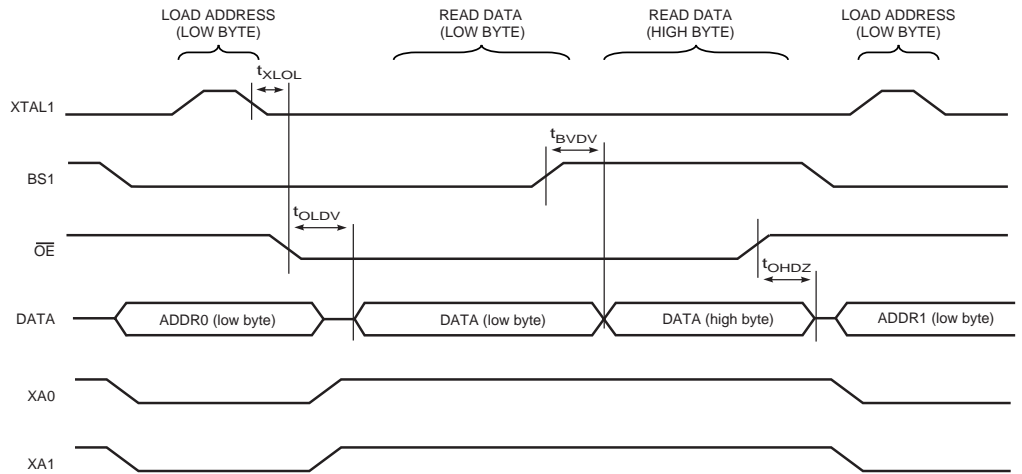 LOAD ADDRESS
(LOW BYTE)
READ DATA
(LOW BYTE)
READ DATA
(HIGH BYTE)
LOAD ADDRESS
(LOW BYTE)
tXLOL
XTAL1
tBVDV
BS1
tOLDV
OE
tOHDZ
DATA
ADDR0 (low byte)
DATA (low byte)
DATA (high byte)
ADDR1 (low byte)
XA0
XA1